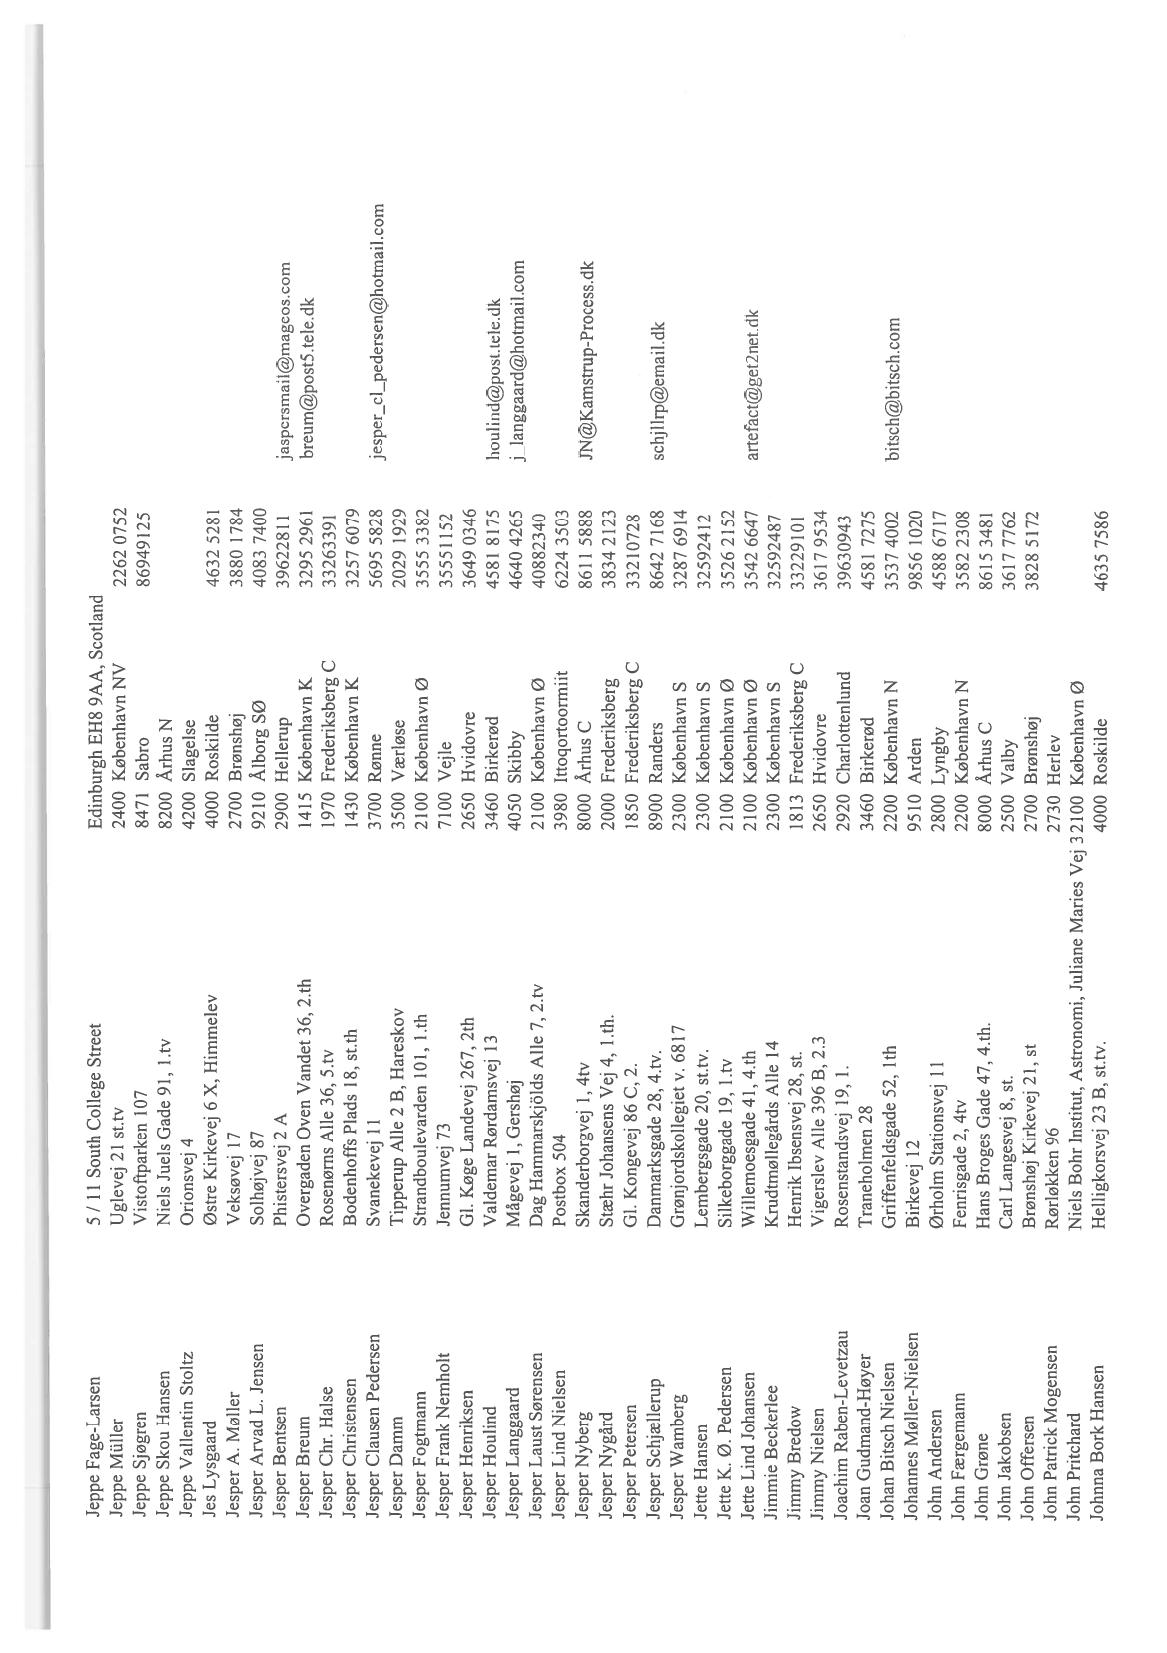 Jeppe Fage-Larsen 5 / 11 South College Street Edinburgh EH8 9AA, Scotland
Jeppe Müller Uglevej 21 st.tv 2400 København NV 2262 0752
Jeppe Sjøgren Vistoftparken 107 8471 Sabro 86949125
Jeppe Skou Hansen Niels Juels Gade 91, 1.tv 8200 Århus N
Jeppe Vallentin Stoltz Orionsvej 4 4200 Slagelse
Jes Lysgaard Østre Kirkevej 6 X, Himmelev 4000 Roskilde 4632 5281
Jesper A. Møller Veksøvej 17 2700 Brønshøj 3880 1784
Jesper Arvad L. Jensen Solhøjvej 87 9210 Ålborg SØ 4083 7400
Jesper Bentsen Phistersvej 2 A 2900 Hellerup 39622811 jaspersmail@magcos.com
Jesper Breum Overgaden Oven Vandet 36, 2.th 1415 København K 3295 2961 breum@post5.tele.dk
Jesper Chr. Halse Rosenørns Alle 36, 5.tv 1970 Frederiksberg C 33263391
Jesper Christensen Bodenhoffs Plads 18, st.th 1430 København K 3257 6079
Jesper Clausen Pedersen Svanekevej 11 3700 Rønne 5695 5828 jesper_cl_pedersen@hotmail.com
Jesper Damm Tipperup Alle 2 B, Hareskov 3500 Værløse 2029 1929
Jesper Fogtmann Strandboulevarden 101, 1.th 2100 København Ø 3555 3382
Jesper Frank Nemholt Jennumvej 73 7100 Vejle 35551152
Jesper Henriksen Gl. Køge Landevej 267, 2th 2650 Hvidovre 3649 0346
Jesper Houlind Valdemar Rørdamsvej 13 3460 Birkerød 4581 8175 houlind@post.tele.dk
Jesper Langgaard Mågevej 1, Gershøj 4050 Skibby 4640 4265 j_langgaard@hotmail.com
Jesper Laust Sørensen Dag Hammarskjölds Alle 7, 2.tv 2100 København Ø 40882340
Jesper Lind Nielsen Postbox 504 3980 Ittoqortoormiit 6224 3503
Jesper Nyberg Skanderborgvej 1, 4tv 8000 Århus C 8611 5888 JN@Kamstrup-Process.dk
Jesper Nygård Stæhr Johansens Vej 4, 1.th. 2000 Frederiksberg 3834 2123
Jesper Petersen Gl. Kongevej 86 C, 2. 1850 Frederiksberg C 33210728
Jesper Schjællerup Danmarksgade 28, 4.tv. 8900 Randers 8642 7168 schjllrp@email.dk
Jesper Wamberg Grønjordskollegiet v. 6817 2300 København S 3287 6914
Jette Hansen Lembergsgade 20, st.tv. 2300 København S 32592412
Jette K. Ø. Pedersen Silkeborggade 19, 1.tv 2100 København Ø 3526 2152
Jette Lind Johansen Willemoesgade 41, 4.th 2100 København Ø 3542 6647 artefact@get2net.dk
Jimmie Beckerlee Krudtmøllegårds Alle 14 2300 København S 32592487
Jimmy Bredow Henrik Ibsensvej 28, st. 1813 Frederiksberg C 33229101
Jimmy Nielsen Vigerslev Alle 396 B, 2.3 2650 Hvidovre 3617 9534
Joachim Raben-Levetzau Rosenstandsvej 19, 1. 2920 Charlottenlund 39630943
Joan Gudmand-Høyer Traneholmen 28 3460 Birkerød 4581 7275
Johan Bitsch Nielsen Griffenfeldsgade 52, 1th 2200 København N 3537 4002 bitsch@bitsch.com
Johannes Møller-Nielsen Birkevej 12 9510 Arden 9856 1020
John Andersen Ørholm Stationsvej 11 2800 Lyngby 4588 6717
John Færgemann Fenrisgade 2, 4tv 2200 København N 3582 2308
John Grøne Hans Broges Gade 47, 4.th. 8000 Århus C 8615 3481
John Jakobsen Carl Langesvej 8, st. 2500 Valby 3617 7762
John Offersen Brønshøj Kirkevej 21, st 2700 Brønshøj 3828 5172
John Patrick Mogensen Rørløkken 96 2730 Herlev
John Pritchard Niels Bohr Institut, Astronomi, Juliane Maries Vej 3 2100 København Ø
Johnna Bork Hansen Helligkorsvej 23 B, st.tv. 4000 Roskilde 4635 7586